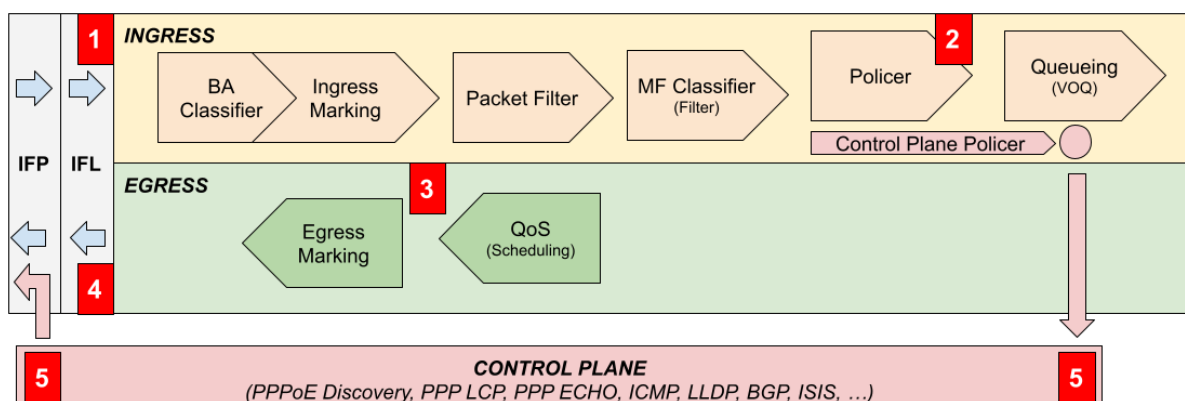 1
INGRESS
2
BA
Classifier
Ingress
Marking
Packet Filter
MF Classifier
(Filter)
Policer
Queueing
(VOQ)
Control Plane Policer
IFP
IFL
EGRESS
3
Egress
Marking
QoS
(Scheduling)
4
5
CONTROL PLANE
(PPPoE Discovery, PPP LCP, PPP ECHO, ICMP, LLDP, BGP, ISIS, ...)
5